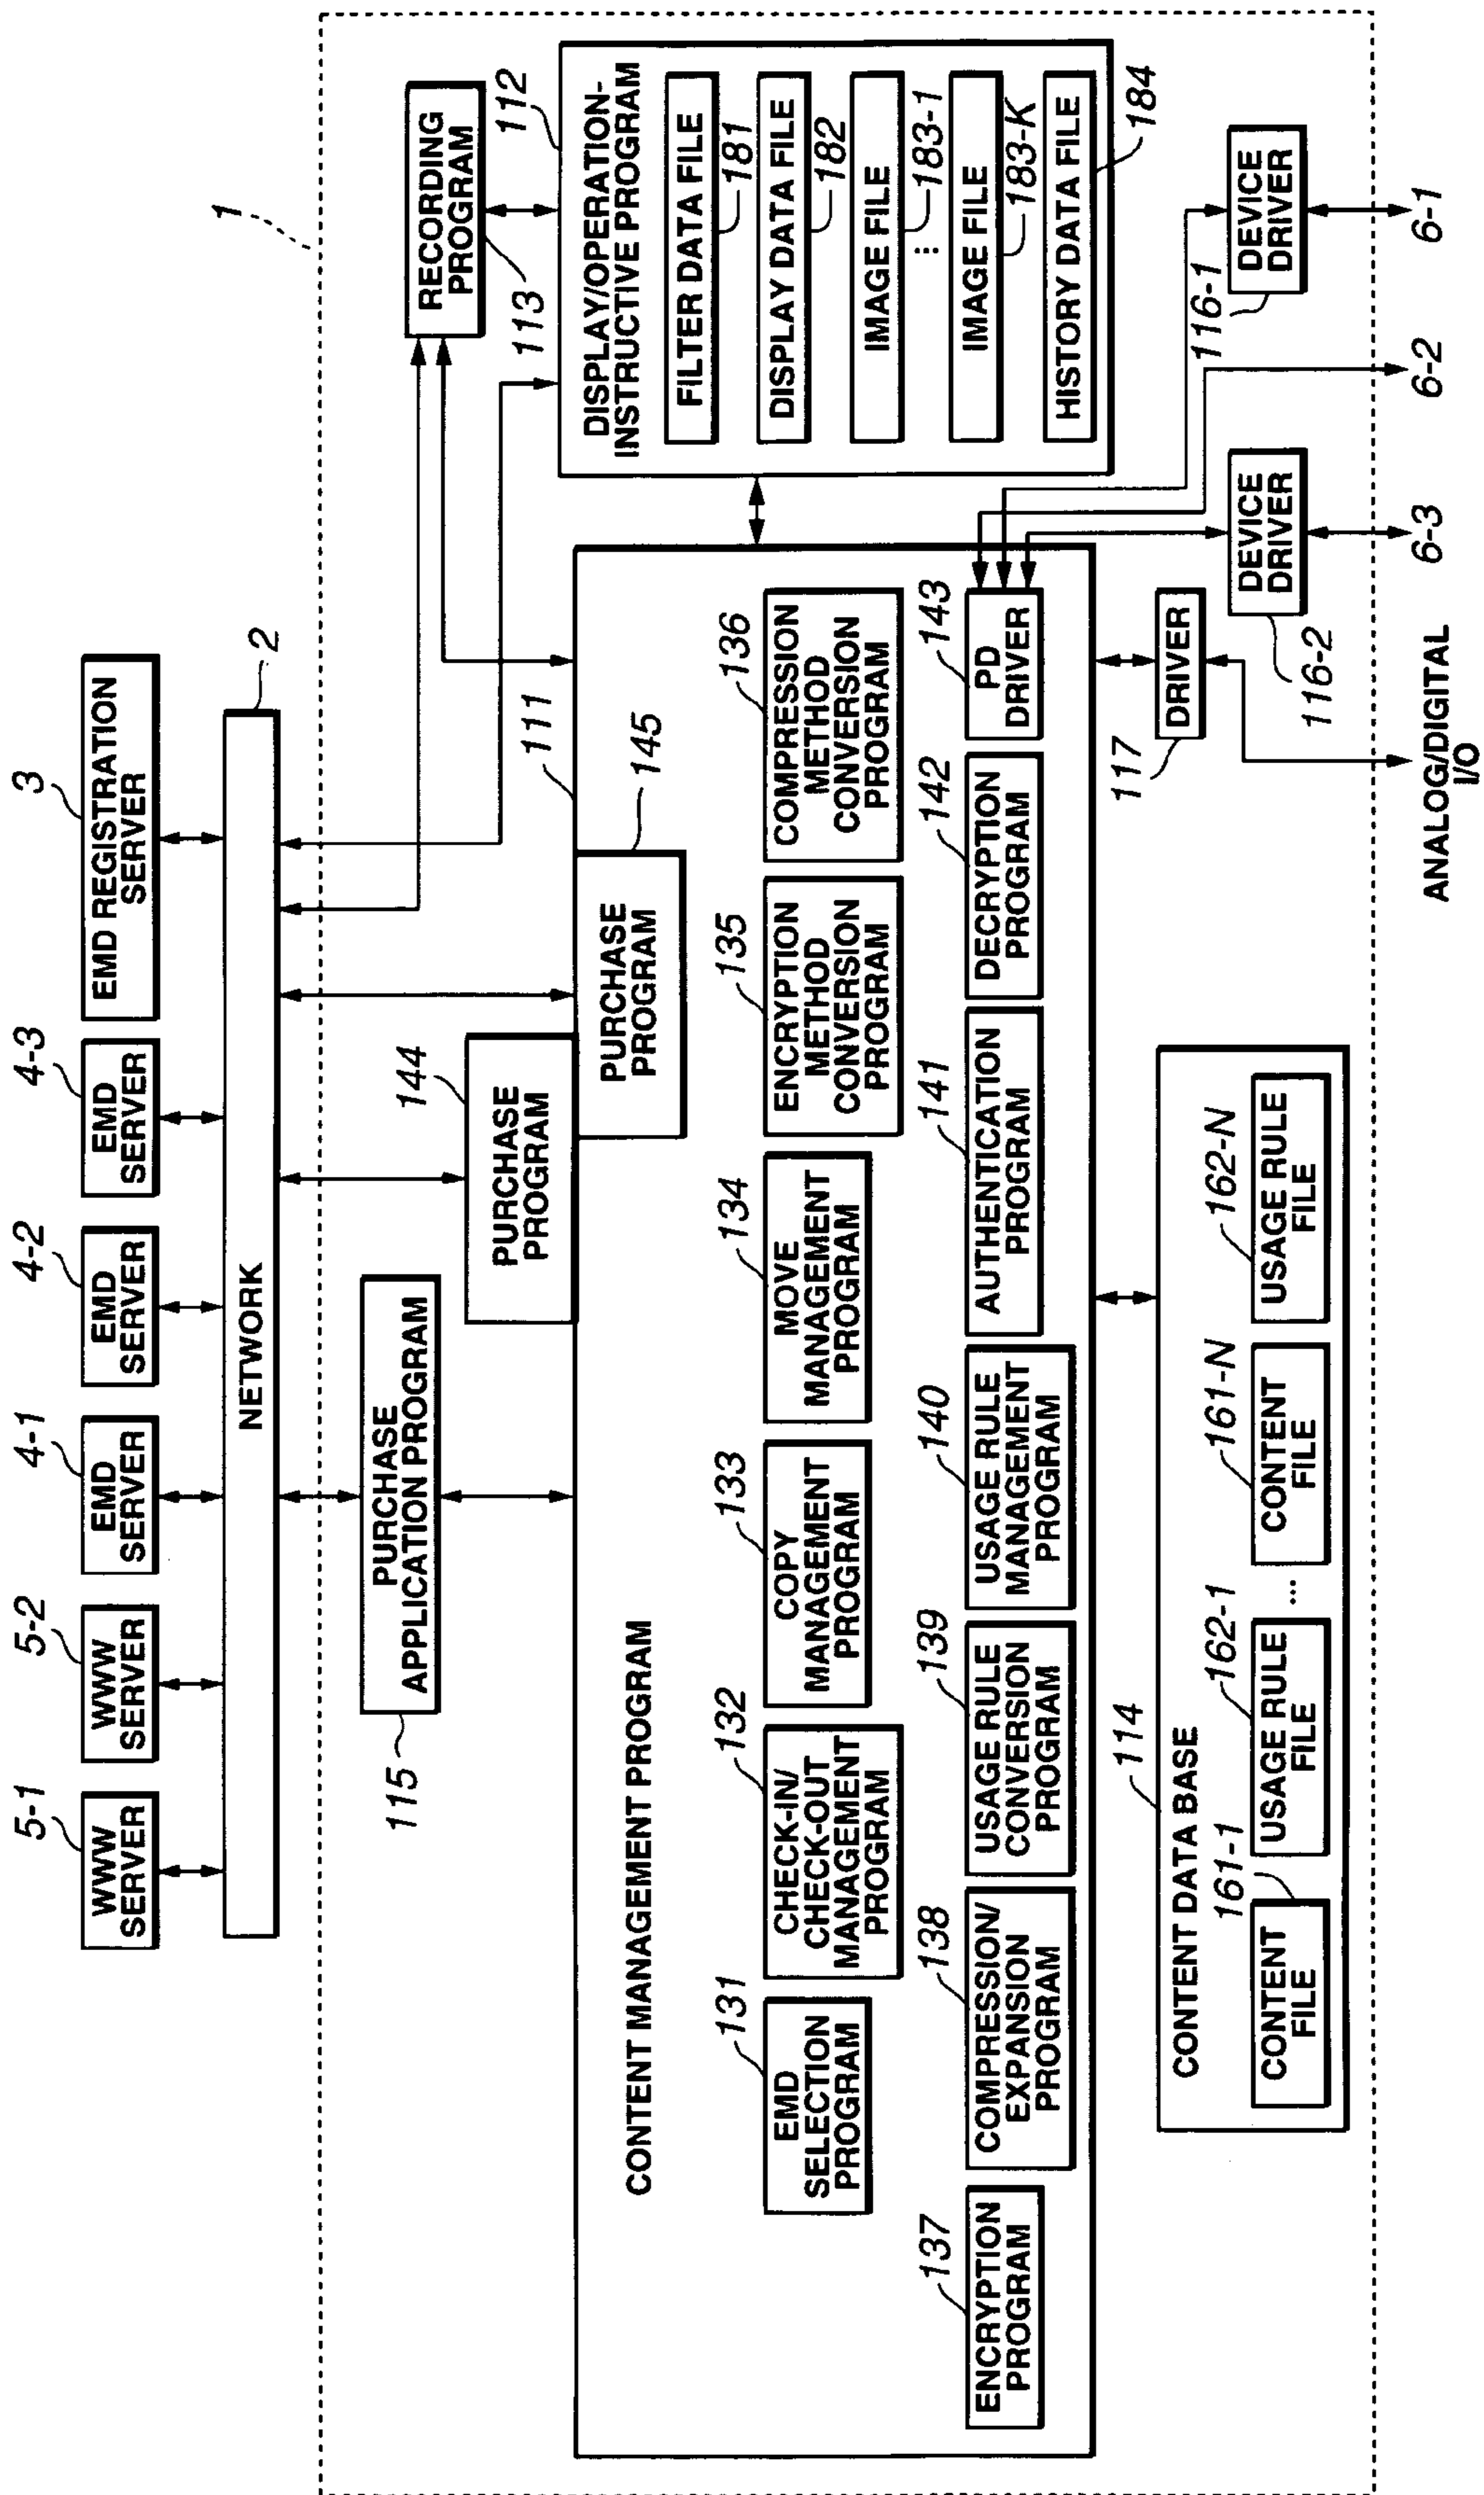 5-1
WWW
SERVER
5-2
WWW
SERVER
4-1
EMD
SERVER
4-2
EMD
SERVER
4-3
EMD
SERVER
3
EMD REGISTRATION
SERVER
2
NETWORK
1
115
PURCHASE
APPLICATION PROGRAM
144
PURCHASE
PROGRAM
145
PURCHASE
PROGRAM
111
113
RECORDING
PROGRAM
112
DISPLAY/OPERATION-
INSTRUCTIVE PROGRAM
FILTER DATA FILE
181
DISPLAY DATA FILE
182
IMAGE FILE
183-1
...
IMAGE FILE
183-K
HISTORY DATA FILE
184
CONTENT MANAGEMENT PROGRAM
131
EMD
SELECTION
PROGRAM
132
CHECK-IN/
CHECK-OUT
MANAGEMENT
PROGRAM
133
COPY
MANAGEMENT
PROGRAM
134
MOVE
MANAGEMENT
PROGRAM
135
ENCRYPTION
METHOD
CONVERSION
PROGRAM
136
COMPRESSION
METHOD
CONVERSION
PROGRAM
137
ENCRYPTION
PROGRAM
138
COMPRESSION/
EXPANSION
PROGRAM
139
USAGE RULE
CONVERSION
PROGRAM
140
USAGE RULE
MANAGEMENT
PROGRAM
141
AUTHENTICATION
PROGRAM
142
DECRYPTION
PROGRAM
143
PD
DRIVER
114
CONTENT DATA BASE
161-1
CONTENT
FILE
162-1
USAGE RULE
FILE
...
161-N
CONTENT
FILE
162-N
USAGE RULE
FILE
117
DRIVER
116-2
DEVICE
DRIVER
116-1
DEVICE
DRIVER
ANALOG/DIGITAL
I/O
6-3
6-2
6-1